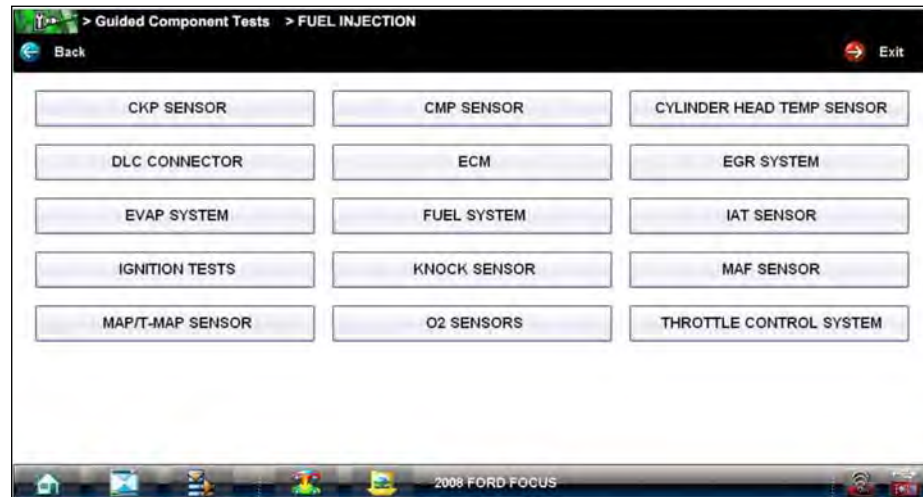 > Guided Component Tests > FUEL INJECTION
Back Exit
CKP SENSOR CMP SENSOR CYLINDER HEAD TEMP SENSOR
DLC CONNECTOR ECM EGR SYSTEM
EVAP SYSTEM FUEL SYSTEM IAT SENSOR
IGNITION TESTS KNOCK SENSOR MAF SENSOR
MAP/T-MAP SENSOR O2 SENSORS THROTTLE CONTROL SYSTEM
2008 FORD FOCUS